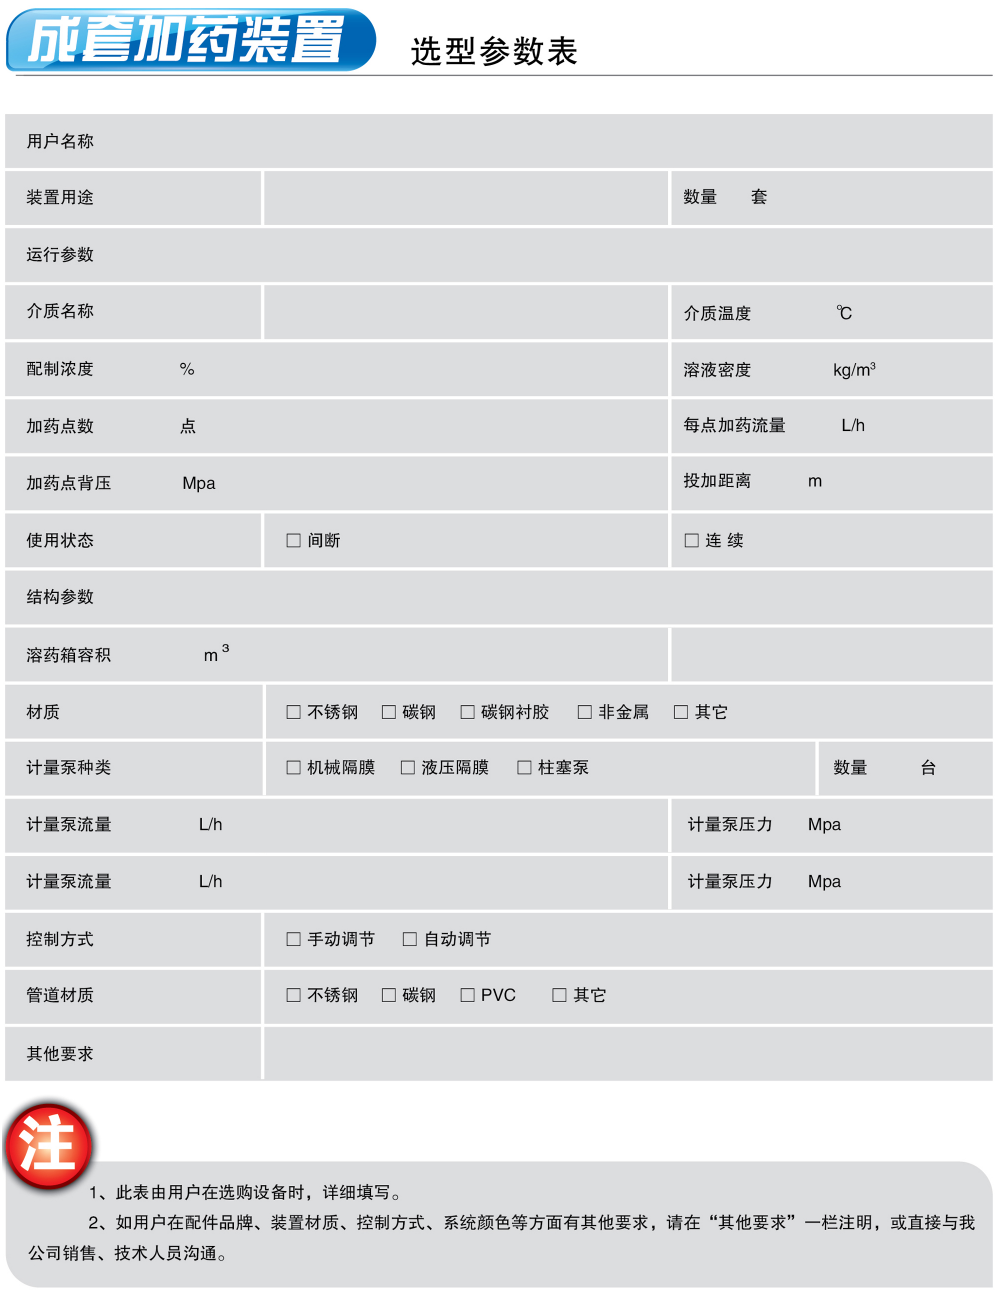 成套加药装置 选型参数表
用户名称
装置用途 数量 套
运行参数
介质名称 介质温度 ℃
配制浓度 % 溶液密度 kg/m³
加药点数 点 每点加药流量 L/h
加药点背压 Mpa 投加距离 m
使用状态 □ 间断 □ 连 续
结构参数
溶药箱容积 m³
材质 □ 不锈钢 □ 碳钢 □ 碳钢衬胶 □ 非金属 □ 其它
计量泵种类 □ 机械隔膜 □ 液压隔膜 □ 柱塞泵 数量 台
计量泵流量 L/h 计量泵压力 Mpa
计量泵流量 L/h 计量泵压力 Mpa
控制方式 □ 手动调节 □ 自动调节
管道材质 □ 不锈钢 □ 碳钢 □ PVC □ 其它
其他要求
注
1、此表由用户在选购设备时，详细填写。
2、如用户在配件品牌、装置材质、控制方式、系统颜色等方面有其他要求，请在“其他要求”一栏注明，或直接与我
公司销售、技术人员沟通。